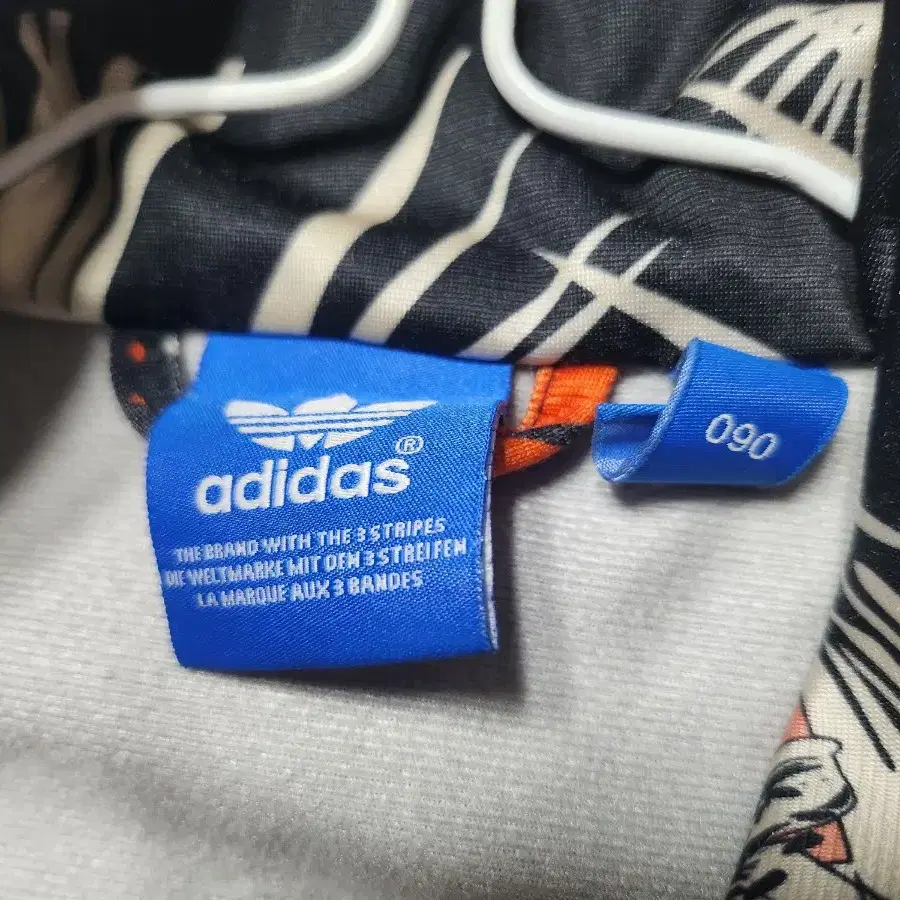 adidas®
THE BRAND WITH THE 3 STRIPES
DIE WELTMARKE MIT DEN 3 STREIFEN
LA MARQUE AUX 3 BANDES
090